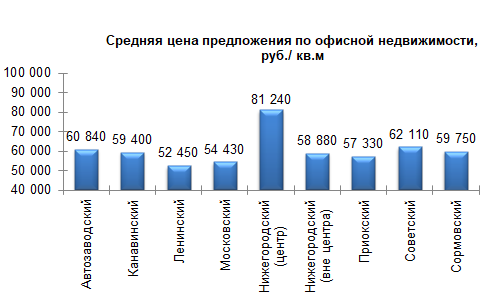 Средняя цена предложения по офисной недвижимости,
руб./ кв.м
100 000
90 000
80 000
70 000
60 000
50 000
40 000
60 840
59 400
52 450
54 430
81 240
58 880
57 330
62 110
59 750
Автозаводский
Канавинский
Ленинский
Московский
Нижегородский
(центр)
Нижегородский
(вне центра)
Приокский
Советский
Сормовский